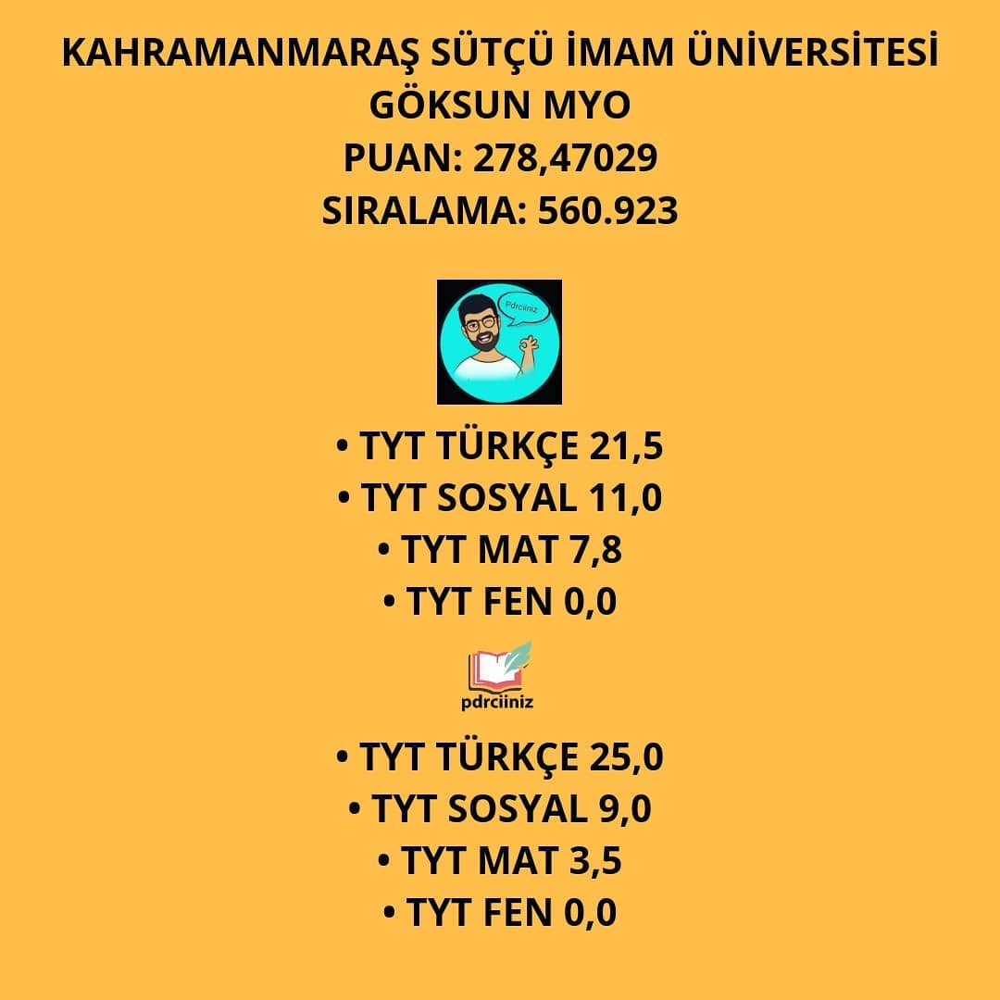 KAHRAMANMARAŞ SÜTÇÜ İMAM ÜNİVERSİTESİ
GÖKSUN MYO
PUAN: 278,47029
SIRALAMA: 560.923
Pdrciiniz
• TYT TÜRKÇE 21,5
• TYT SOSYAL 11,0
• TYT MAT 7,8
• TYT FEN 0,0
pdrciiniz
• TYT TÜRKÇE 25,0
• TYT SOSYAL 9,0
• TYT MAT 3,5
• TYT FEN 0,0